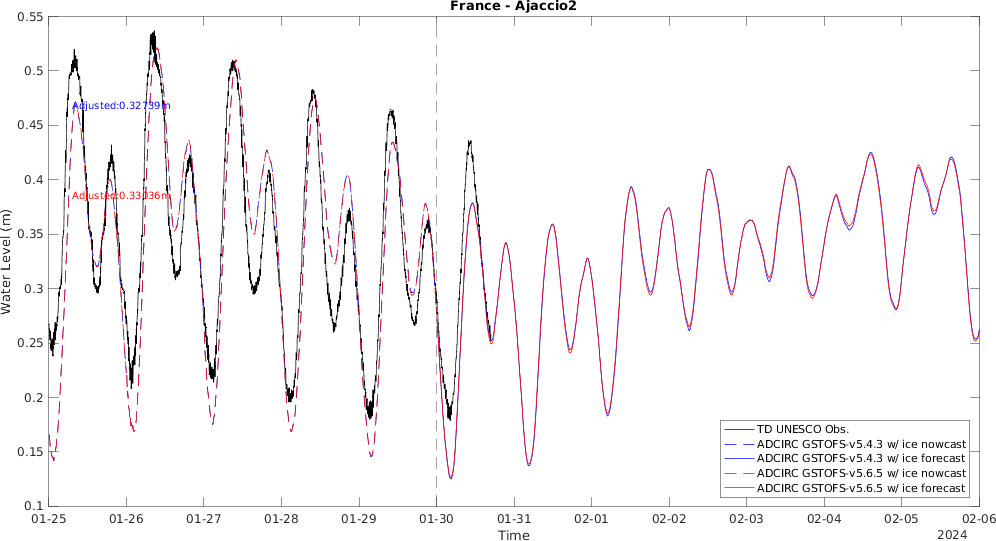 France - Ajaccio2
0.55
0.5
0.45
0.4
0.35
0.3
0.25
0.2
0.15
0.1
Water Level (m)
Adjusted:0.32739m
Adjusted:0.33036m
TD UNESCO Obs.
ADCIRC GSTOFS-v5.4.3 w/ ice nowcast
ADCIRC GSTOFS-v5.4.3 w/ ice forecast
ADCIRC GSTOFS-v5.6.5 w/ ice nowcast
ADCIRC GSTOFS-v5.6.5 w/ ice forecast
01-25 01-26 01-27 01-28 01-29 01-30 01-31 02-01 02-02 02-03 02-04 02-05 02-06
Time
2024